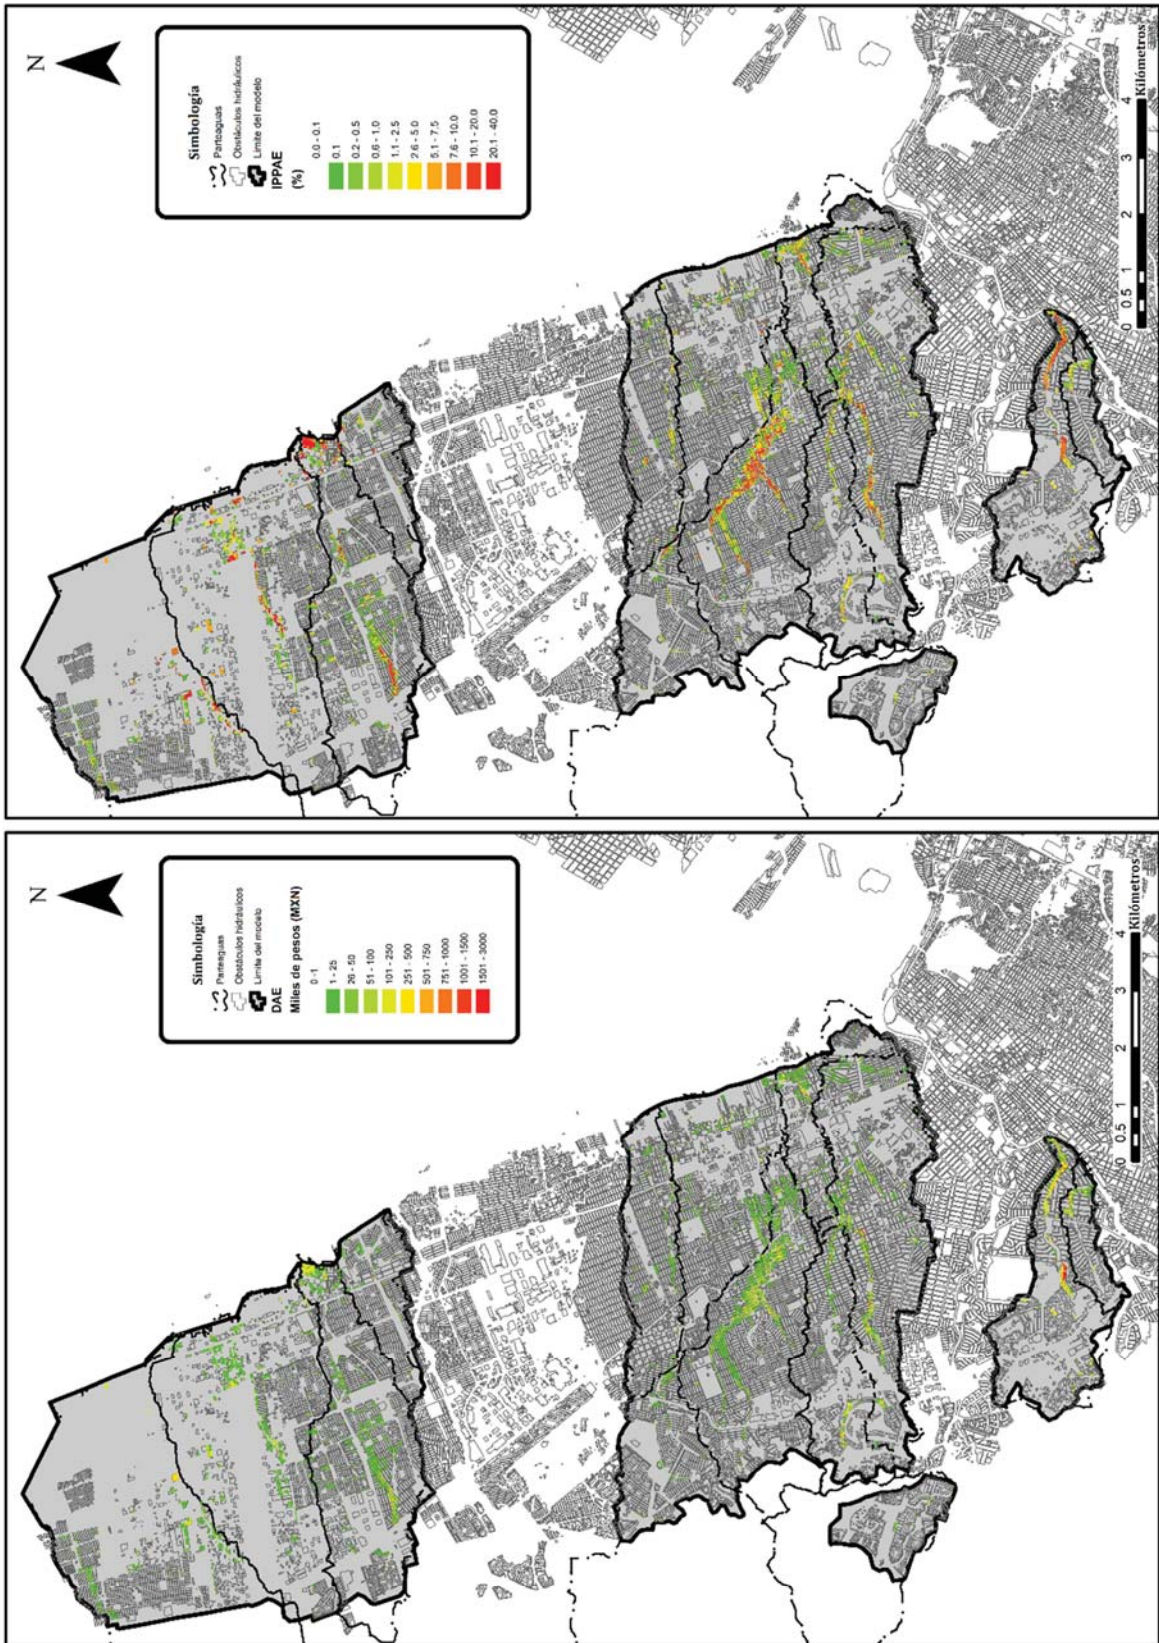 N
Simbología
Parteaguas
Obstáculos hidráulicos
Limite del modelo
DAE
Miles de pesos (MXN)
0 - 1
1 - 25
26 - 50
51 - 100
101 - 250
251 - 500
501 - 750
751 - 1000
1001 - 1500
1501 - 3000
0 0.5 1 2 3 4
Kilómetros
N
Simbología
Parteaguas
Obstáculos hidráulicos
Limite del modelo
IPPAE
(%)
0.0 - 0.1
0.1
0.2 - 0.5
0.6 - 1.0
1.1 - 2.5
2.6 - 5.0
5.1 - 7.5
7.6 - 10.0
10.1 - 20.0
20.1 - 40.0
0 0.5 1 2 3 4
Kilómetros